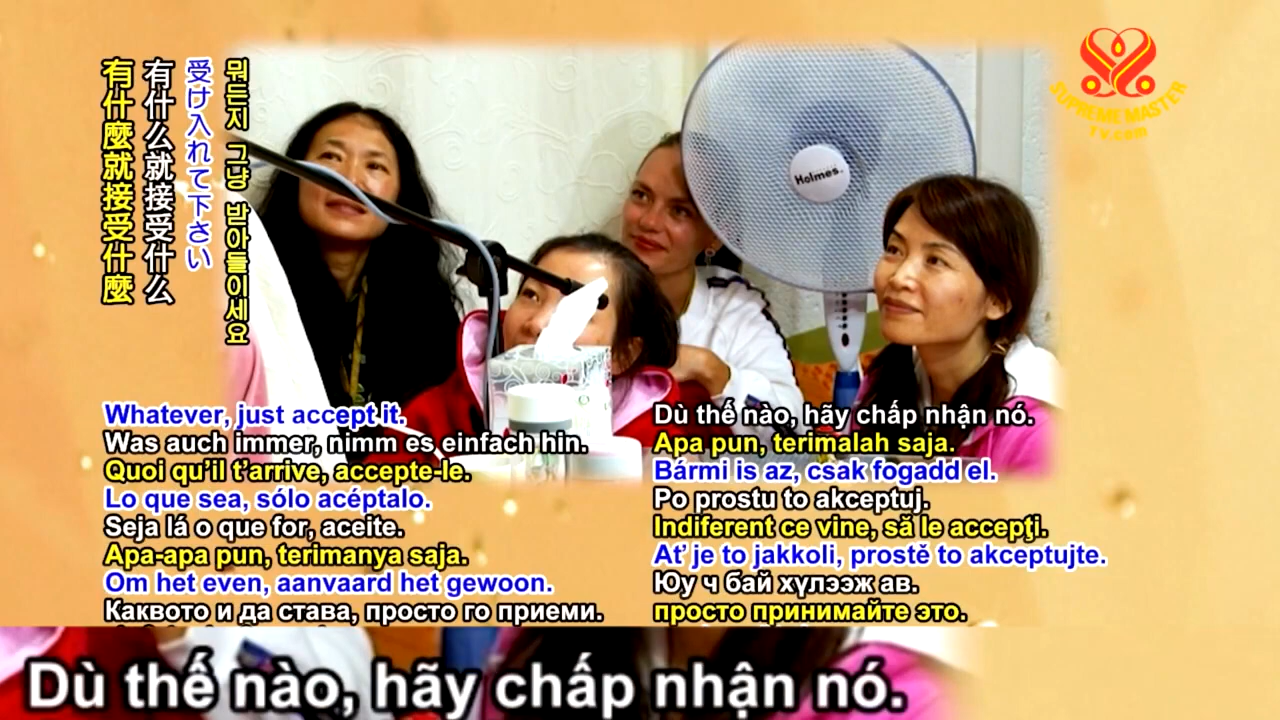 有什麼就接受什麼
有什么就接受什么
受け入れて下さい
뭐든지 그냥 받아들이세요
SUPREME MASTER
TV.com
Holmes.
Whatever, just accept it.
Was auch immer, nimm es einfach hin.
Quoi qu'il t'arrive, accepte-le.
Lo que sea, sólo acéptalo.
Seja lá o que for, aceite.
Apa-apa pun, terimanya saja.
Om het even, aanvaard het gewoon.
Каквото и да става, просто го приеми.
Dù thế nào, hãy chấp nhận nó.
Apa pun, terimalah saja.
Bármi is az, csak fogadd el.
Po prostu to akceptuj.
Indiferent ce vine, să le accepţi.
Ať je to jakkoli, prostě to akceptujte.
Юу ч бай хүлээж ав.
просто принимайте это.
Dù thế nào, hãy chấp nhận nó.